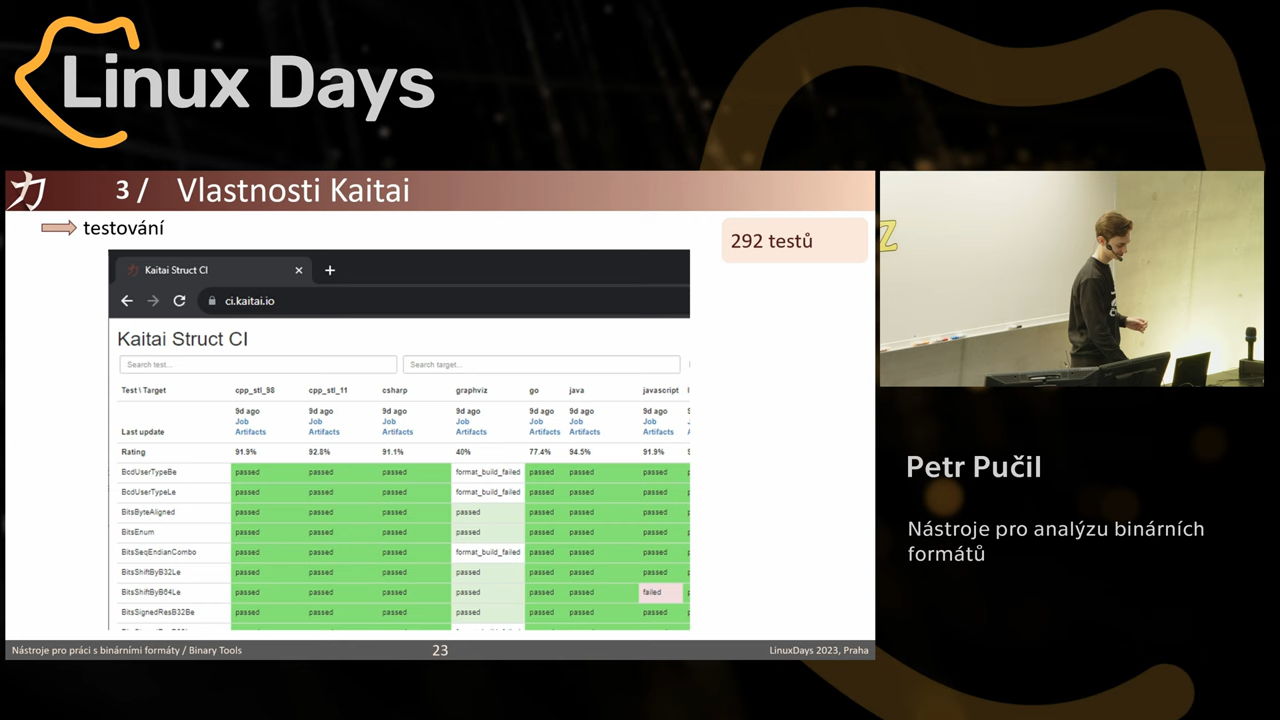 Linux Days
力 3 / Vlastnosti Kaitai
testování
292 testů
Kaitai Struct CI
ci.kaitai.io
Kaitai Struct CI
Search test... Search target...
Test \ Target cpp_stl_98 cpp_stl_11 csharp graphviz go java javascript
9d ago 9d ago 9d ago 9d ago 9d ago 9d ago 9d ago
Job Job Job Job Job Job Job
Last update Artifacts Artifacts Artifacts Artifacts Artifacts Artifacts Artifacts
Rating 91.9% 92.8% 91.1% 40% 77.4% 94.5% 91.9%
BcdUserTypeBe passed passed passed format_build_failed passed passed passed
BcdUserTypeLe passed passed passed format_build_failed passed passed passed
BitsByteAligned passed passed passed passed passed passed passed
BitsEnum passed passed passed passed passed passed passed
BitsSeqEndianCombo passed passed passed format_build_failed passed passed passed
BitsShiftByB32Le passed passed passed passed passed passed passed
BitsShiftByB64Le passed passed passed passed passed passed failed
BitsSignedResB32Be passed passed passed passed passed passed passed
Nástroje pro práci s binárními formáty / Binary Tools 23 LinuxDays 2023, Praha
Z
Petr Pučil
Nástroje pro analýzu binárních
formátů